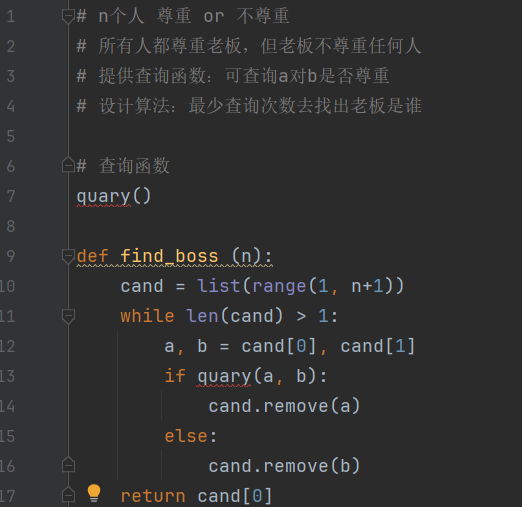 1 # n个人 尊重 or 不尊重
2 # 所有人都尊重老板，但老板不尊重任何人
3 # 提供查询函数：可查询a对b是否尊重
4 # 设计算法：最少查询次数去找出老板是谁
5
6 # 查询函数
7 quary()
8
9 def find_boss (n):
10     cand = list(range(1, n+1))
11     while len(cand) > 1:
12         a, b = cand[0], cand[1]
13         if quary(a, b):
14             cand.remove(a)
15         else:
16             cand.remove(b)
17     return cand[0]